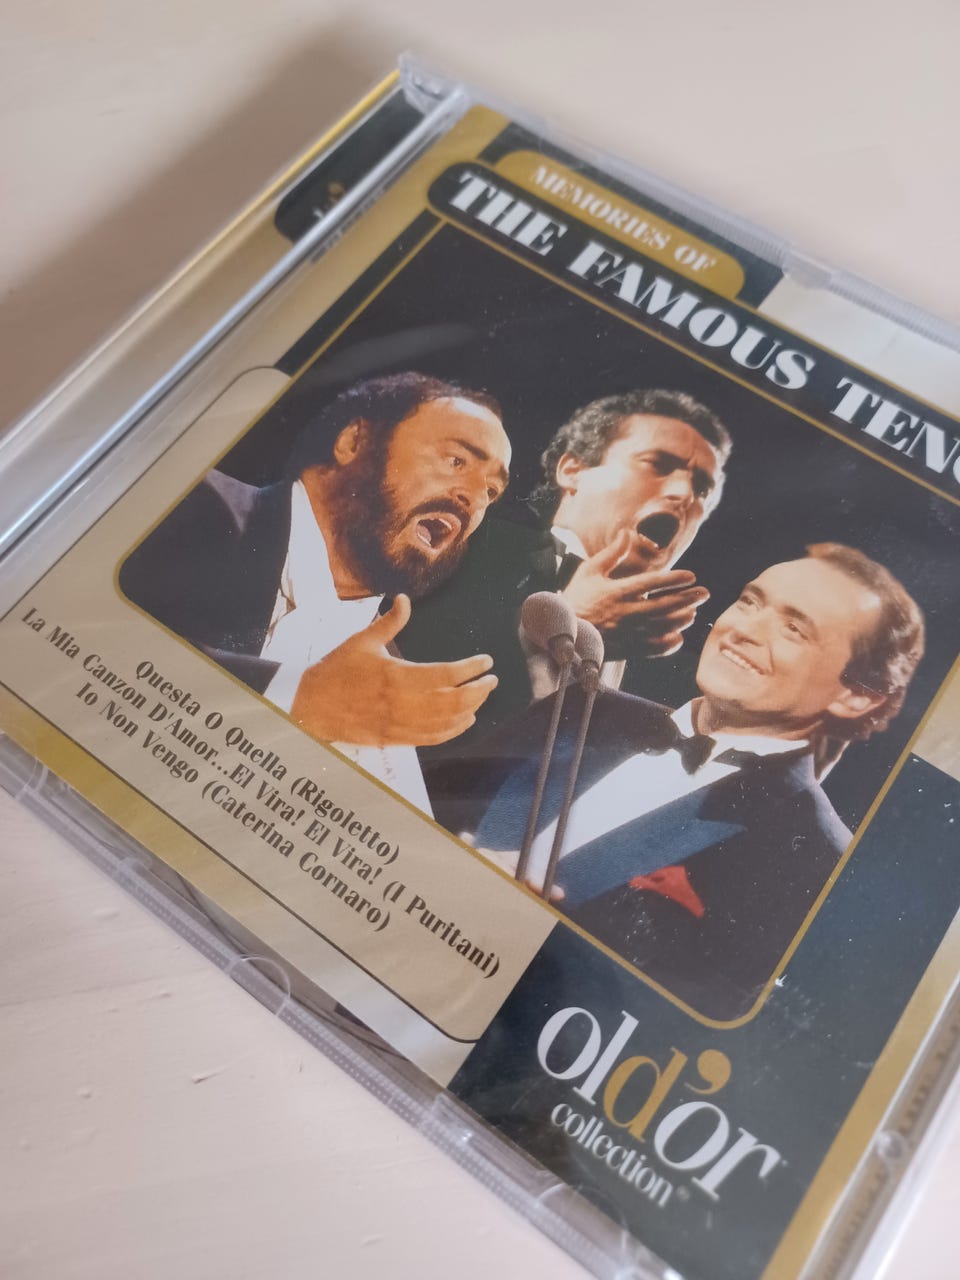 MEMORIES OF
THE FAMOUS TENO
Questa O Quella (Rigoletto)
La Mia Canzon D'Amor...El Vira! El Vira! (I Puritani)
Io Non Vengo (Caterina Cornaro)
old'or
collection®